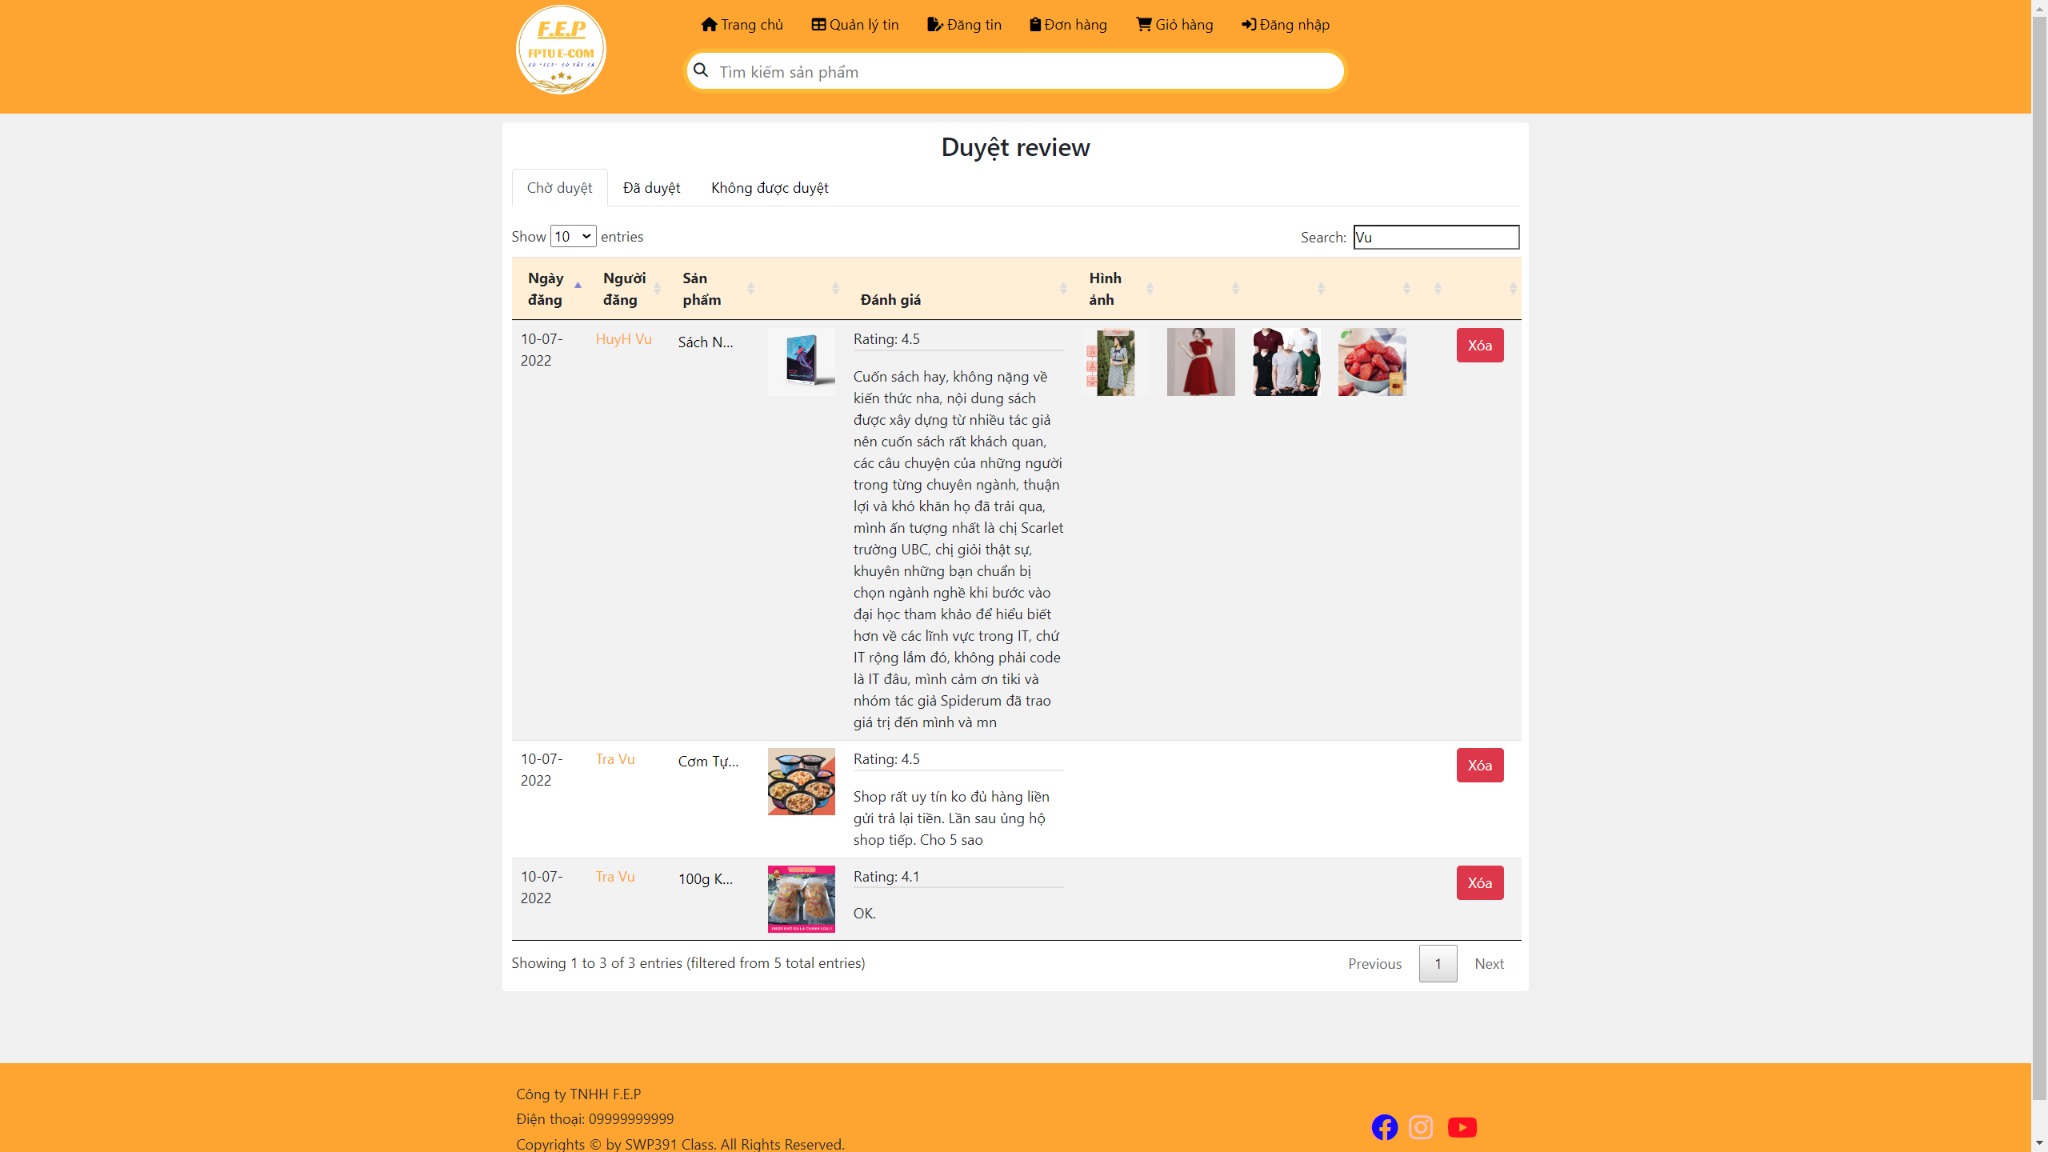 F.E.P
FPTU E-COM
Trang chủ
Quản lý tin
Đăng tin
Đơn hàng
Giỏ hàng
Đăng nhập
Tìm kiếm sản phẩm
Duyệt review
Chờ duyệt
Đã duyệt
Không được duyệt
Show 10 entries
Search: Vu
Ngày
đăng
Người
đăng
Sản
phẩm
Đánh giá
Hình
ảnh
10-07-
2022
HuyH Vu
Sách N...
Rating: 4.5
Cuốn sách hay, không nặng về
kiến thức nha, nội dung sách
được xây dựng từ nhiều tác giả
nên cuốn sách rất khách quan,
các câu chuyện của những người
trong từng chuyên ngành, thuận
lợi và khó khăn họ đã trải qua,
mình ấn tượng nhất là chị Scarlet
trường UBC, chị giỏi thật sự,
khuyên những bạn chuẩn bị
chọn ngành nghề khi bước vào
đại học tham khảo để hiểu biết
hơn về các lĩnh vực trong IT, chứ
IT rộng lắm đó, không phải code
là IT đâu, mình cảm ơn tiki và
nhóm tác giả Spiderum đã trao
giá trị đến mình và mn
Xóa
10-07-
2022
Tra Vu
Cơm Tự...
Rating: 4.5
Shop rất uy tín ko đủ hàng liền
gửi trả lại tiền. Lần sau ủng hộ
shop tiếp. Cho 5 sao
Xóa
10-07-
2022
Tra Vu
100g K...
Rating: 4.1
OK.
Xóa
Showing 1 to 3 of 3 entries (filtered from 5 total entries)
Previous
1
Next
Công ty TNHH F.E.P
Điện thoại: 09999999999
Copyrights © by SWP391 Class. All Rights Reserved.